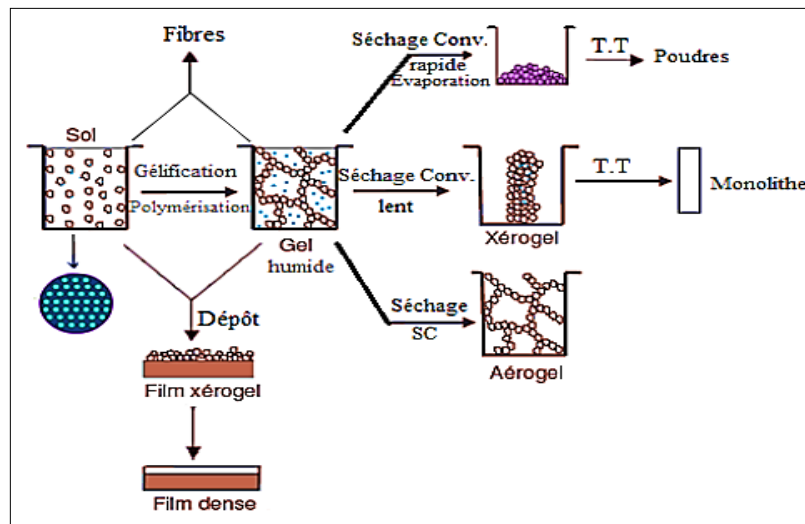 Fibres
Séchage Conv.
rapide
Evaporation
T.T
Poudres
Sol
Gélification
Polymérisation
Gel
humide
Séchage Conv.
lent
Xérogel
T.T
Monolithe
Séchage
SC
Aérogel
Dépôt
Film xérogel
Film dense